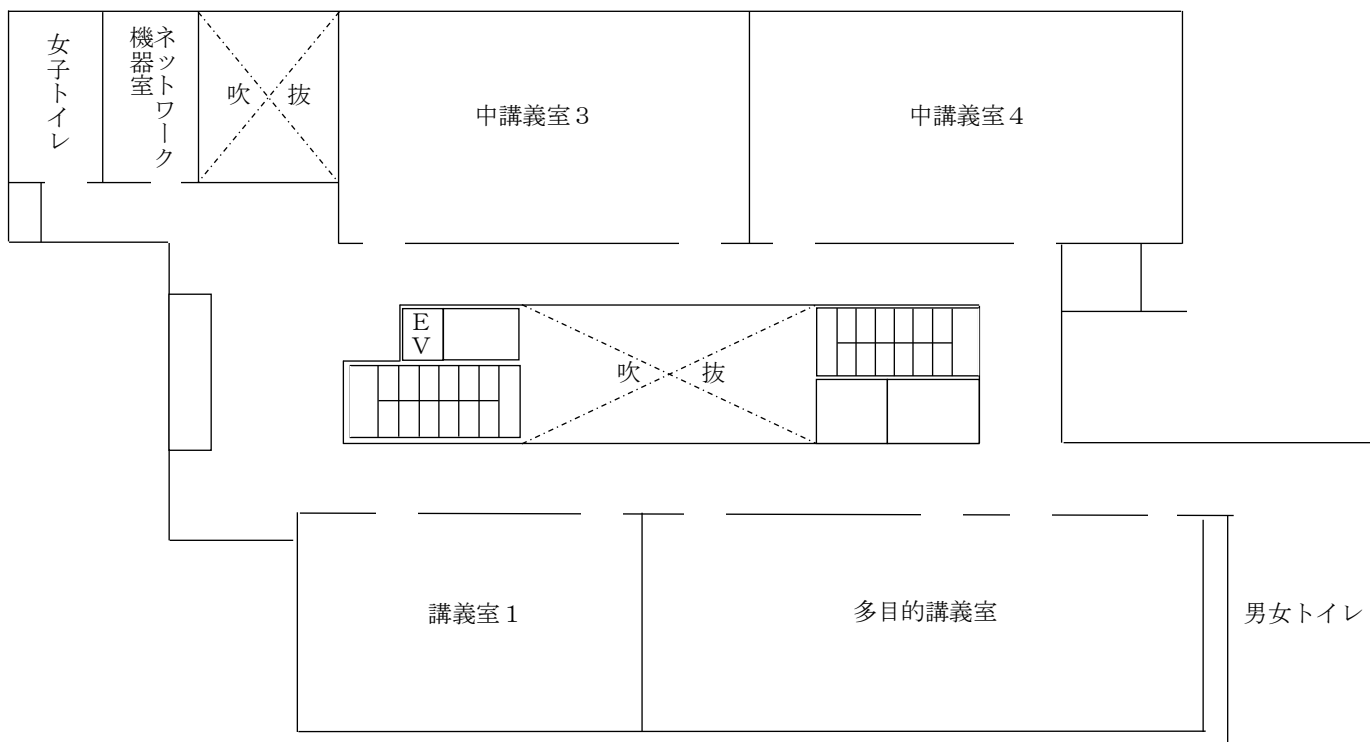 女子トイレ
ネットワーク
機器室
吹 抜
中講義室3
中講義室4
EV
吹 抜
講義室1
多目的講義室
男女トイレ